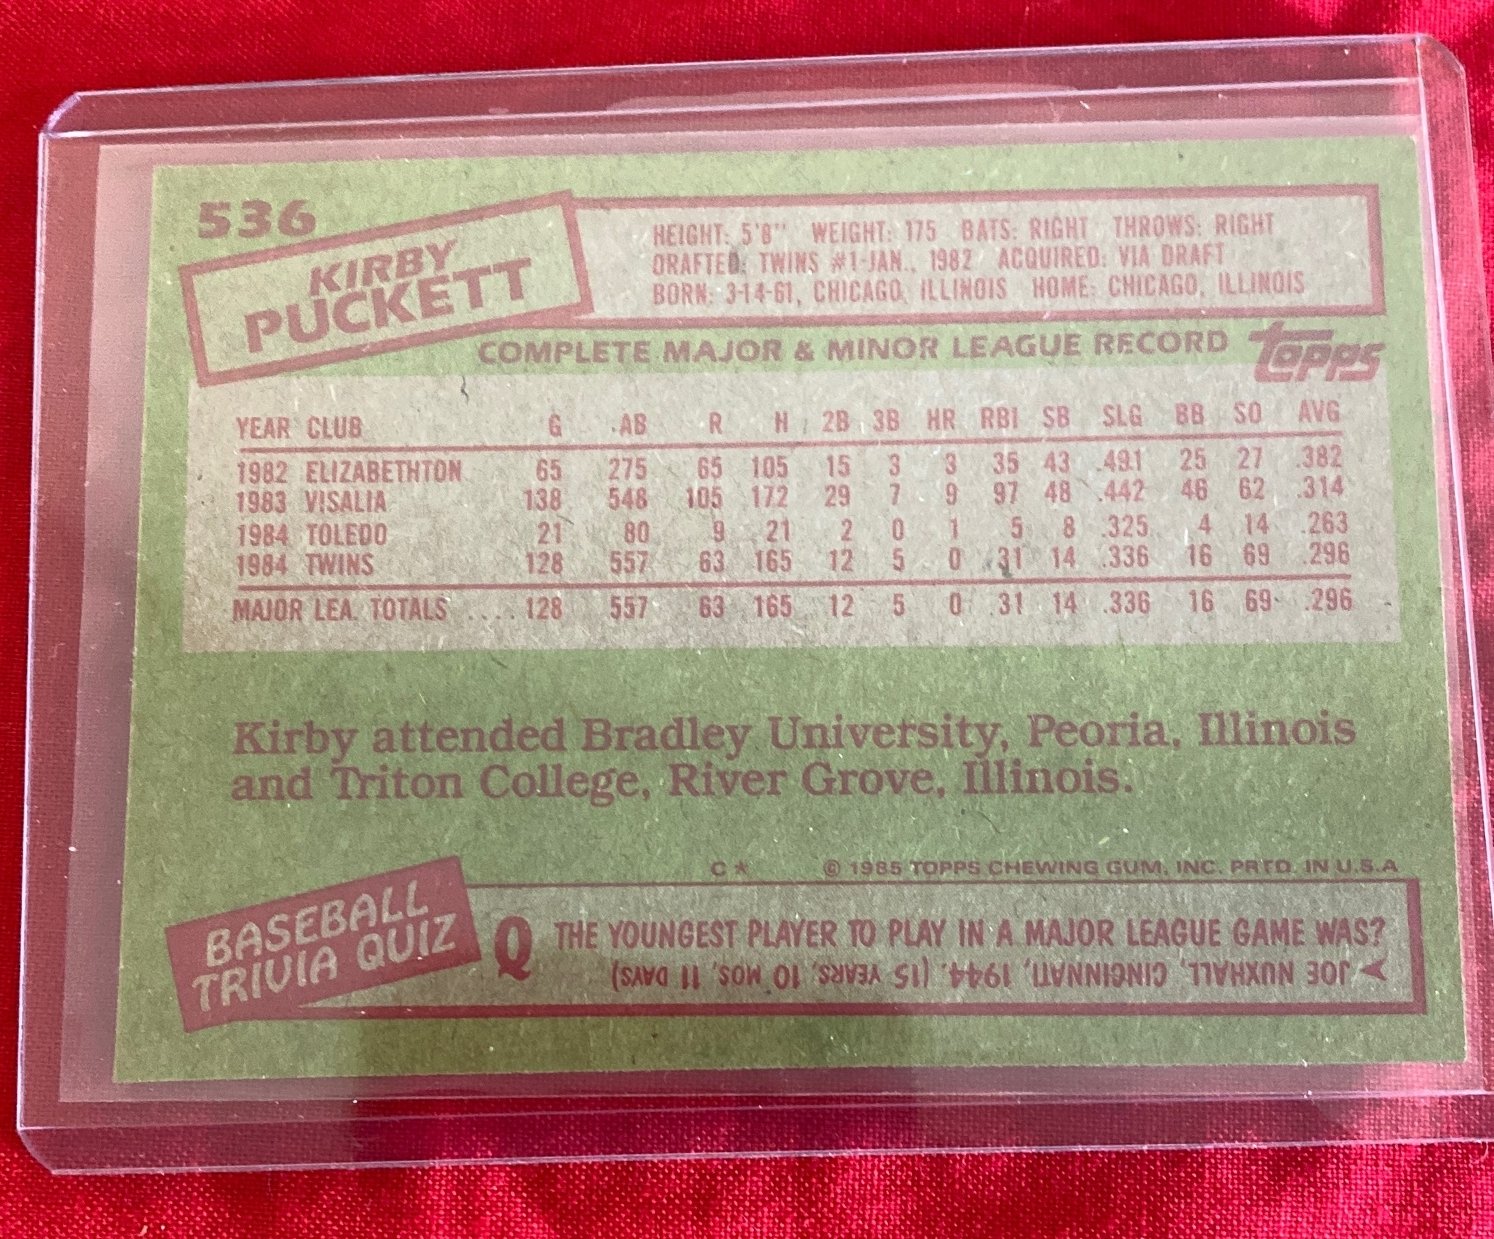 536
KIRBY
PUCKETT
HEIGHT: 5'8" WEIGHT: 175 BATS: RIGHT THROWS: RIGHT
DRAFTED: TWINS #1-JAN., 1982 ACQUIRED: VIA DRAFT
BORN: 3-14-61, CHICAGO, ILLINOIS HOME: CHICAGO, ILLINOIS
COMPLETE MAJOR & MINOR LEAGUE RECORD topps
YEAR CLUB G AB R H 2B 3B HR RBI SB SLG BB SO AVG
1982 ELIZABETHTON 65 275 65 105 15 3 3 35 43 .491 25 27 .382
1983 VISALIA 138 548 105 172 29 7 9 97 48 .442 46 62 .314
1984 TOLEDO 21 80 9 21 2 0 1 5 8 .325 4 14 .263
1984 TWINS 128 557 63 165 12 5 0 31 14 .336 16 69 .296
MAJOR LEA. TOTALS .... 128 557 63 165 12 5 0 31 14 .336 16 69 .296
Kirby attended Bradley University, Peoria, Illinois
and Triton College, River Grove, Illinois.
C* © 1985 TOPPS CHEWING GUM, INC. PRTD. IN U.S.A
BASEBALL
TRIVIA QUIZ
Q THE YOUNGEST PLAYER TO PLAY IN A MAJOR LEAGUE GAME WAS?
JOE NUXHALL, CINCINNATI, 1944. (15 YEARS, 10 MOS, 11 DAYS)